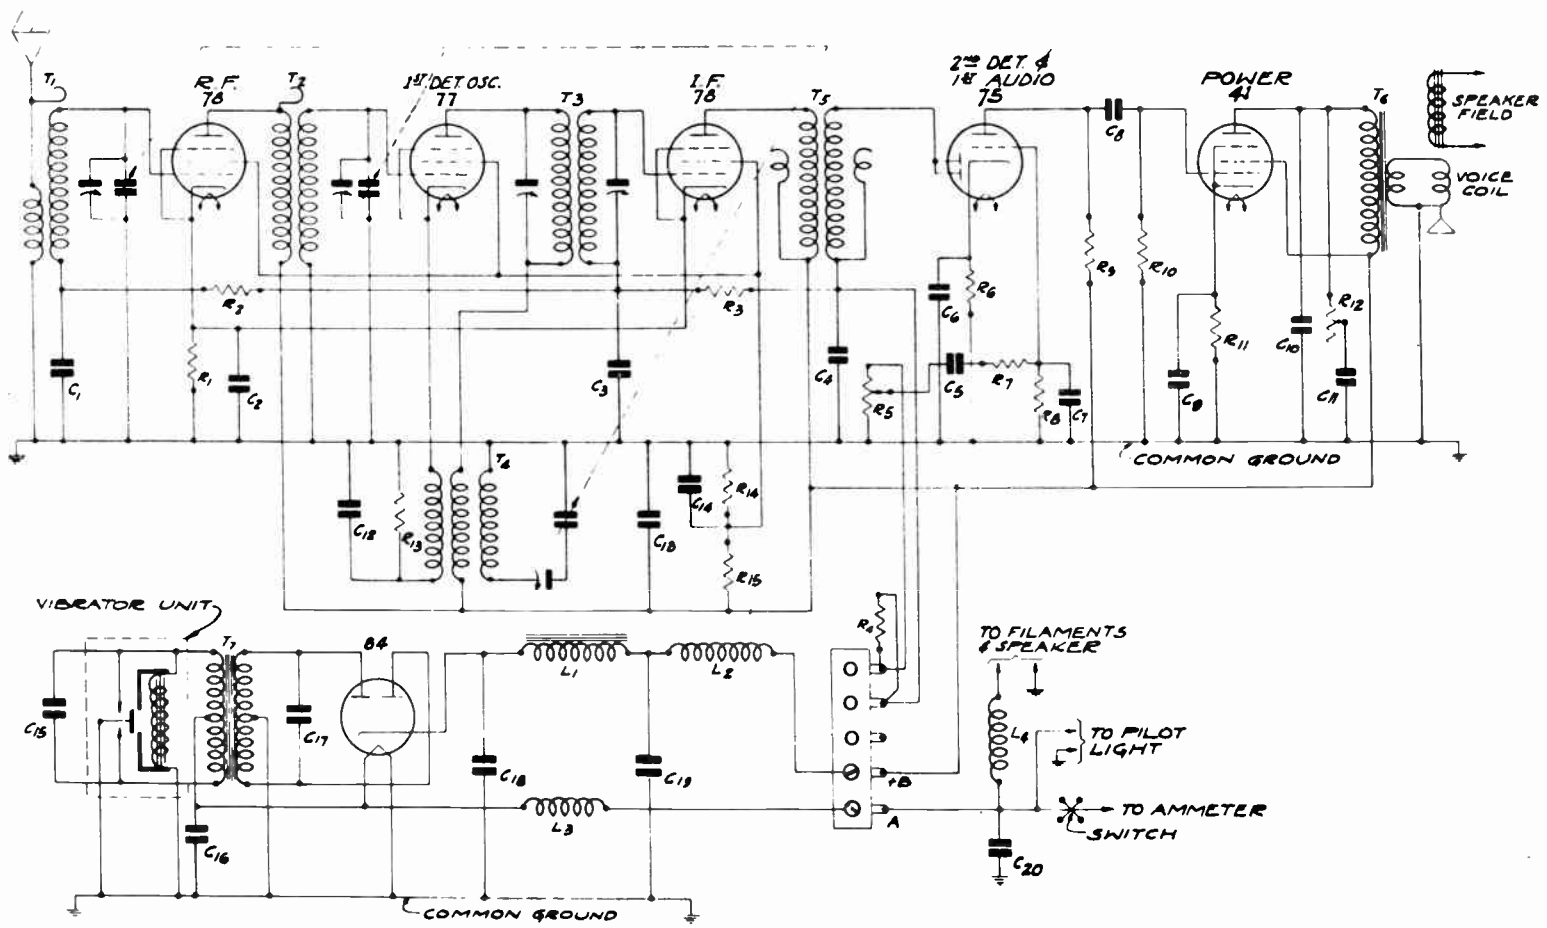 T1
R.F.
78
T2
1ST DET. OSC.
77
T3
I.F.
78
T5
2ND DET. &
1ST AUDIO
75
C8
POWER
41
T6
SPEAKER
FIELD
VOICE
COIL
R2
R3
C6
R6
R9
R10
R12
C1
R1
C2
C3
C4
R5
C5
R7
R8
C7
C9
R11
C10
C11
COMMON GROUND
T4
C12
R13
C14
R14
C13
R15
VIBRATOR UNIT
T7
84
L1
L2
R4
TO FILAMENTS
& SPEAKER
C15
C17
C18
C19
+B
L4
TO PILOT
LIGHT
L3
A
TO AMMETER
SWITCH
C16
C20
COMMON GROUND